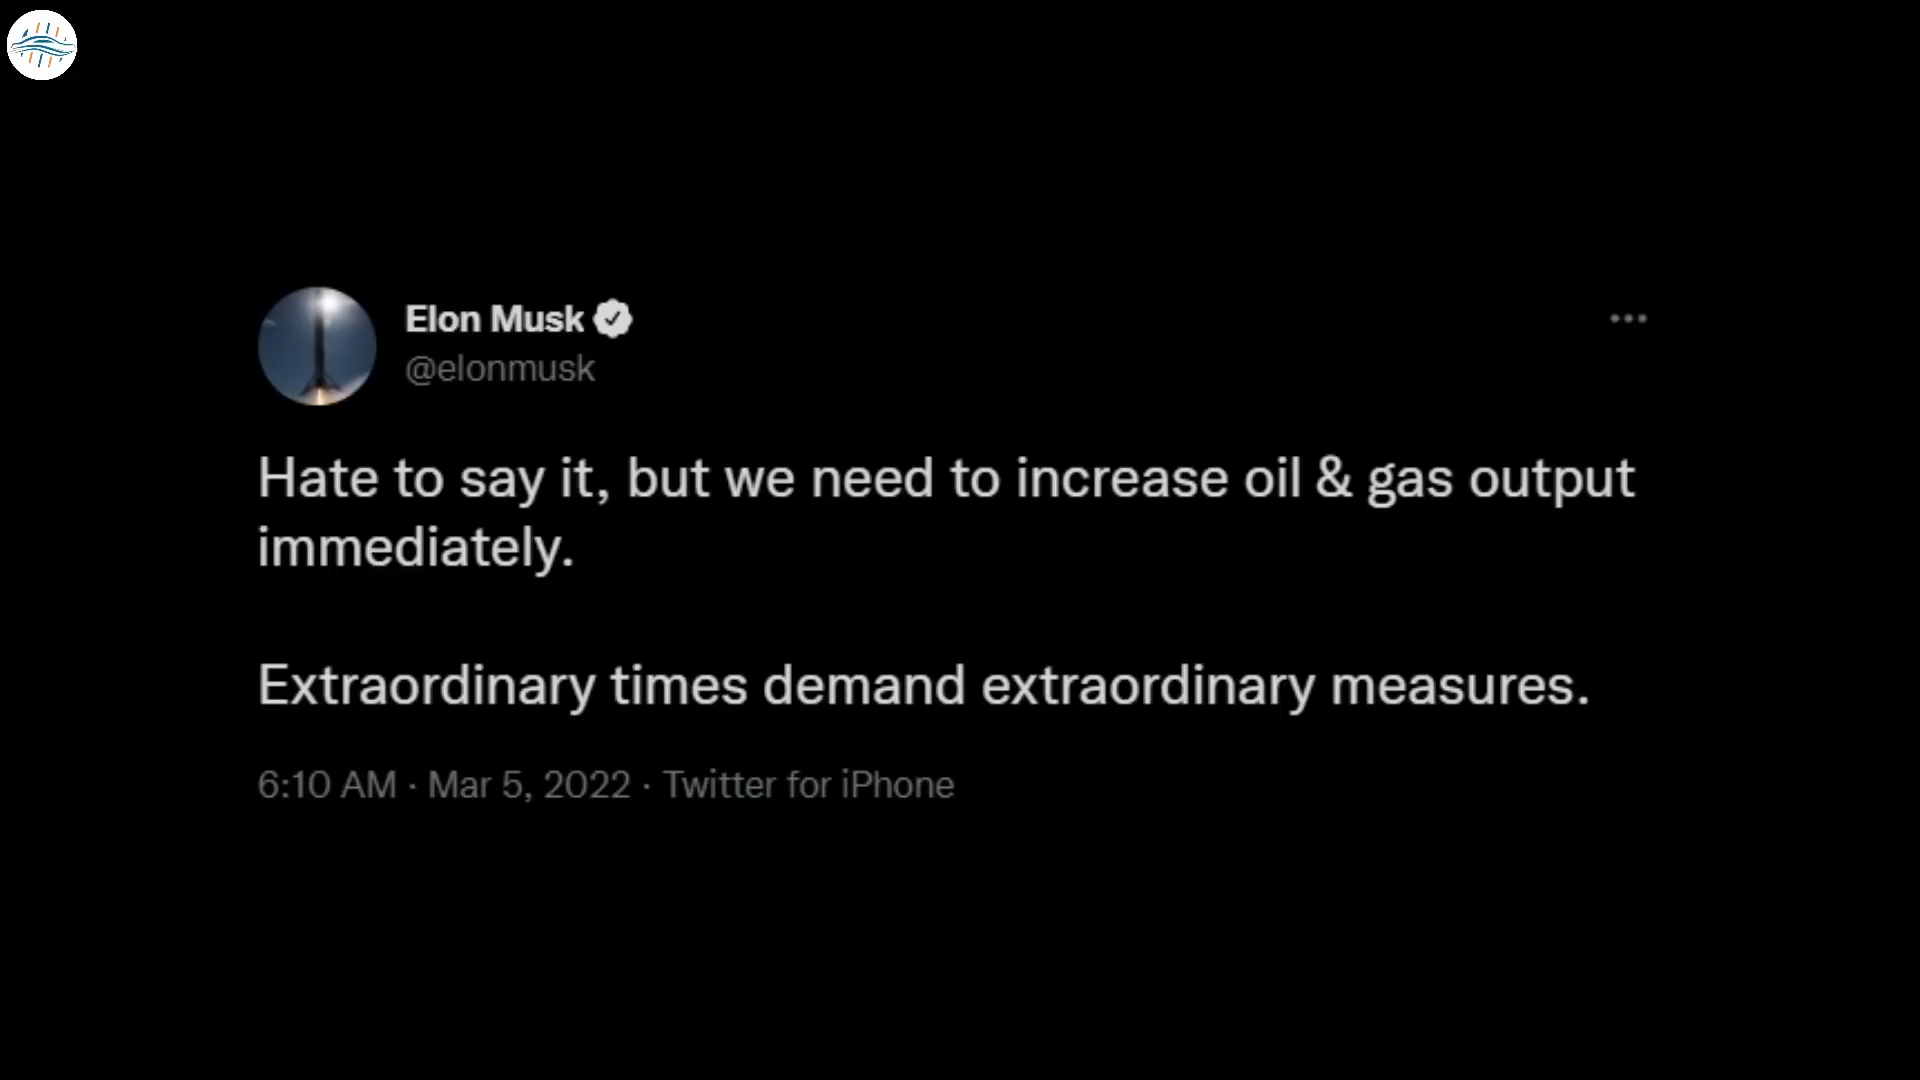 Elon Musk
@elonmusk
Hate to say it, but we need to increase oil & gas output
immediately.
Extraordinary times demand extraordinary measures.
6:10 AM · Mar 5, 2022 · Twitter for iPhone